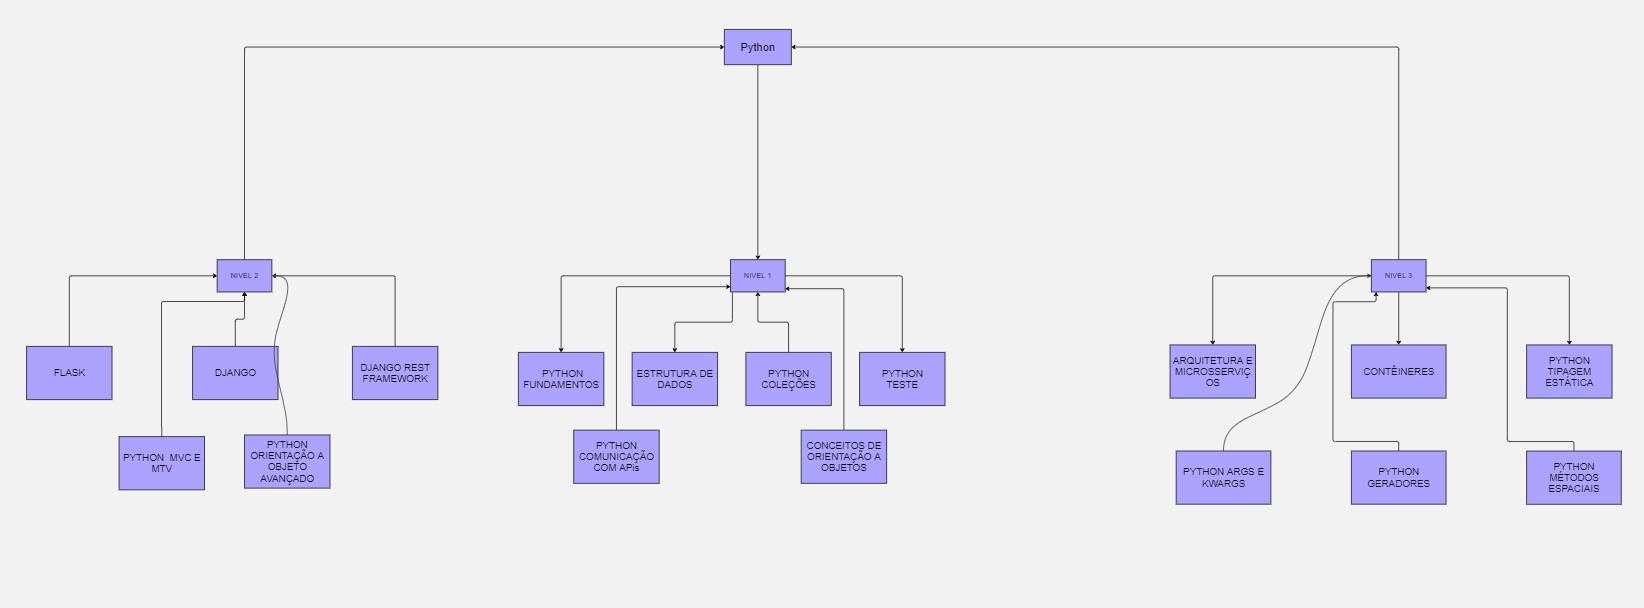 Python
NIVEL 2
NIVEL 1
NIVEL 3
FLASK
DJANGO
DJANGO REST
FRAMEWORK
PYTHON
FUNDAMENTOS
ESTRUTURA DE
DADOS
PYTHON
COLEÇÕES
PYTHON
TESTE
ARQUITETURA E
MICROSSERVIÇ
OS
CONTÊINERES
PYTHON
TIPAGEM
ESTÁTICA
PYTHON  MVC E
MTV
PYTHON
ORIENTAÇÃO A
OBJETO
AVANÇADO
PYTHON
COMUNICAÇÃO
COM APis
CONCEITOS DE
ORIENTAÇÃO A
OBJETOS
PYTHON ARGS E
KWARGS
PYTHON
GERADORES
PYTHON
MÉTODOS
ESPACIAIS